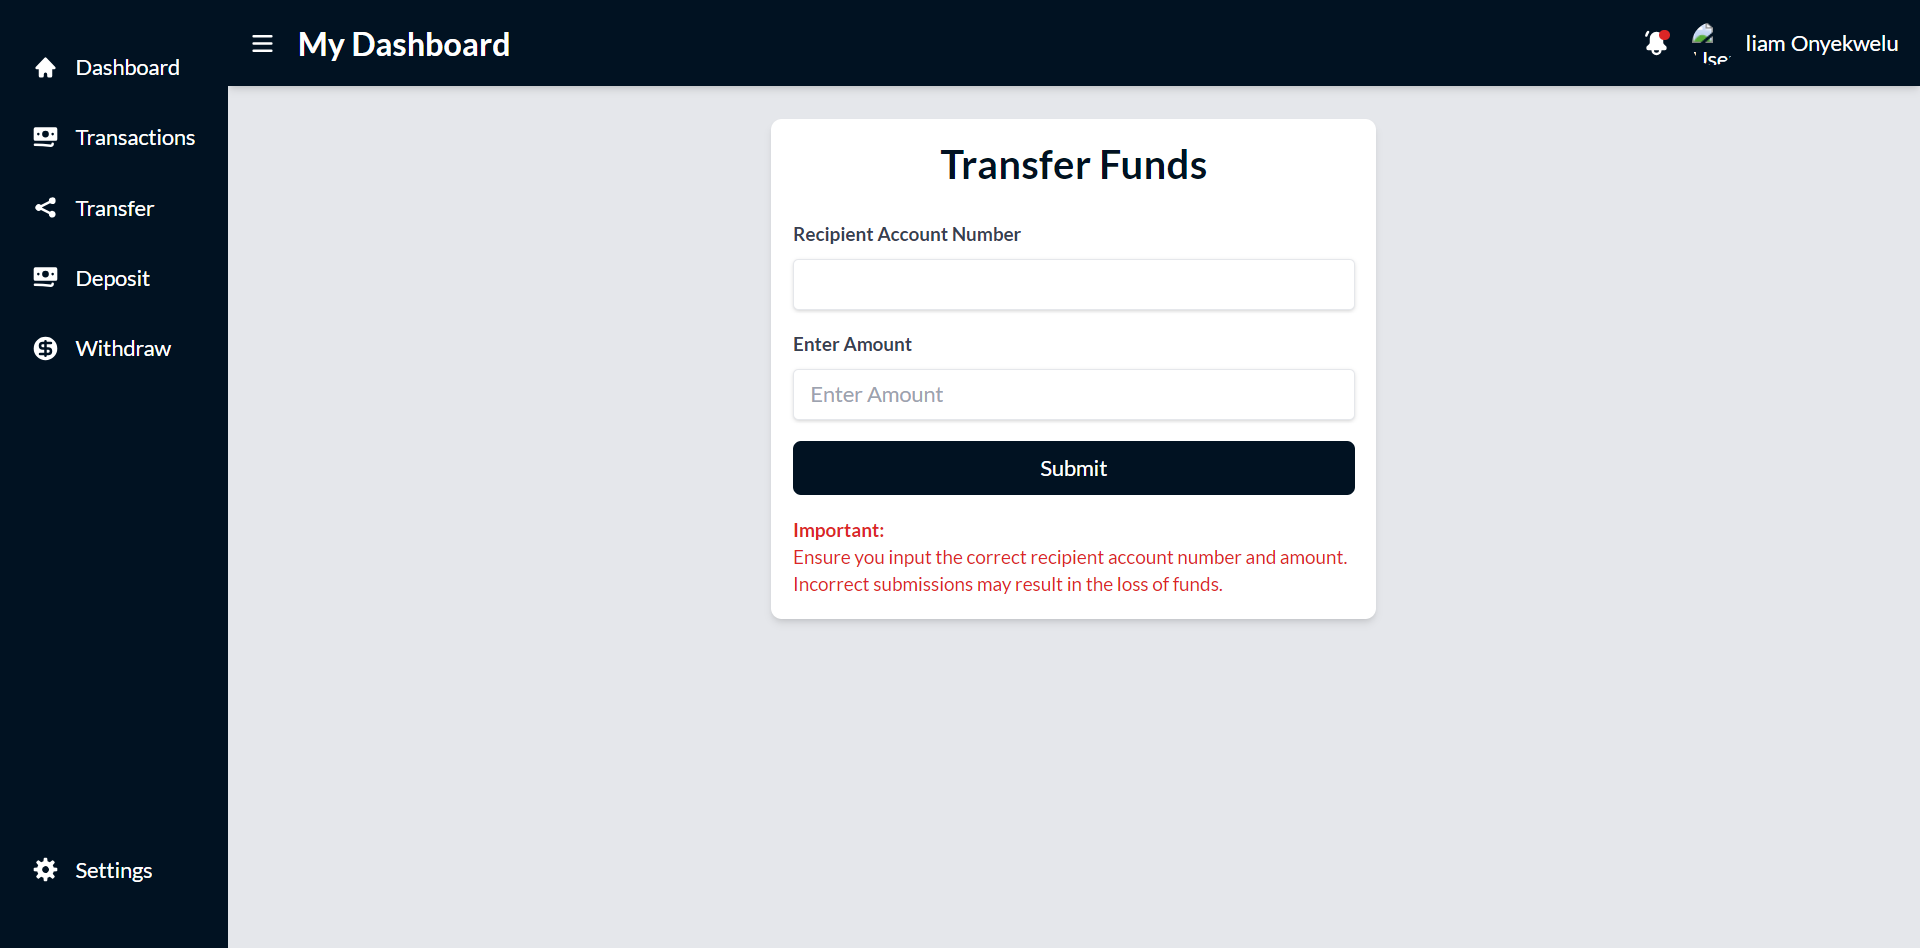 Dashboard
Transactions
Transfer
Deposit
Withdraw
Settings
My Dashboard
liam Onyekwelu
Transfer Funds
Recipient Account Number
Enter Amount
Enter Amount
Submit
Important:
Ensure you input the correct recipient account number and amount.
Incorrect submissions may result in the loss of funds.